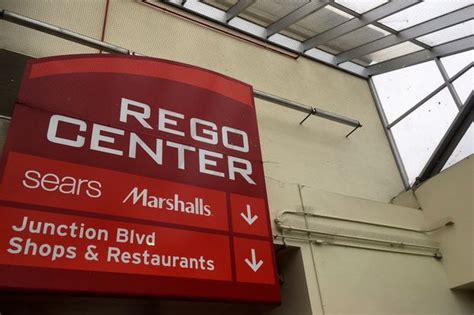 REGO
CENTER
sears Marshalls. ↓
Junction Blvd
Shops & Restaurants ↓